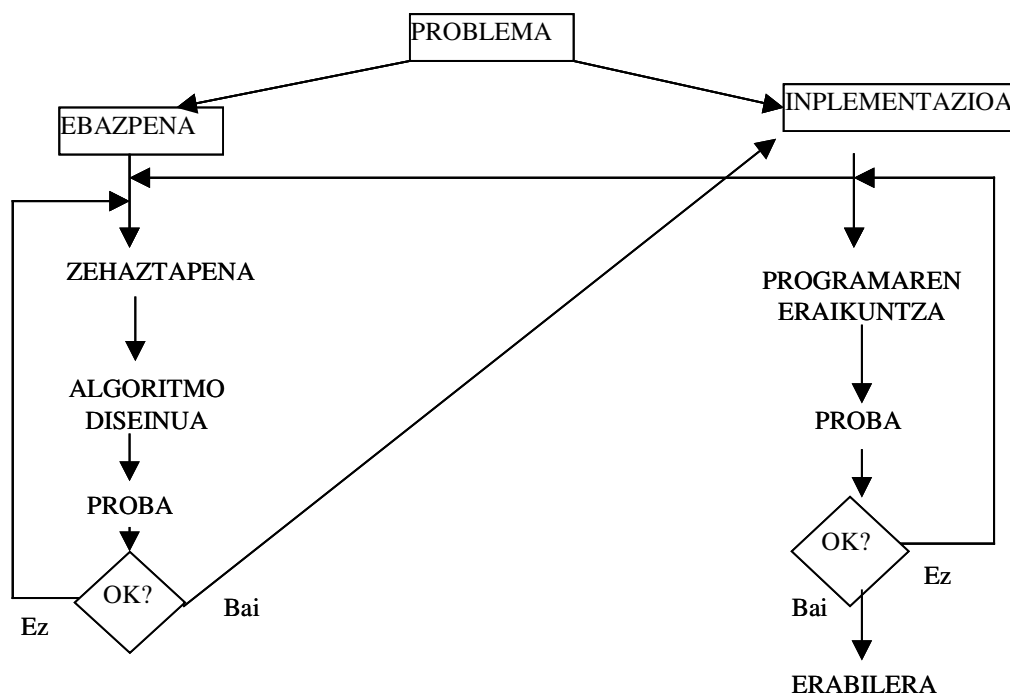 PROBLEMA
EBAZPENA
INPLEMENTAZIOA
ZEHAZTAPENA
ALGORITMO
DISEINUA
PROBA
OK?
Ez
Bai
PROGRAMAREN
ERAIKUNTZA
PROBA
OK?
Ez
Bai
ERABILERA